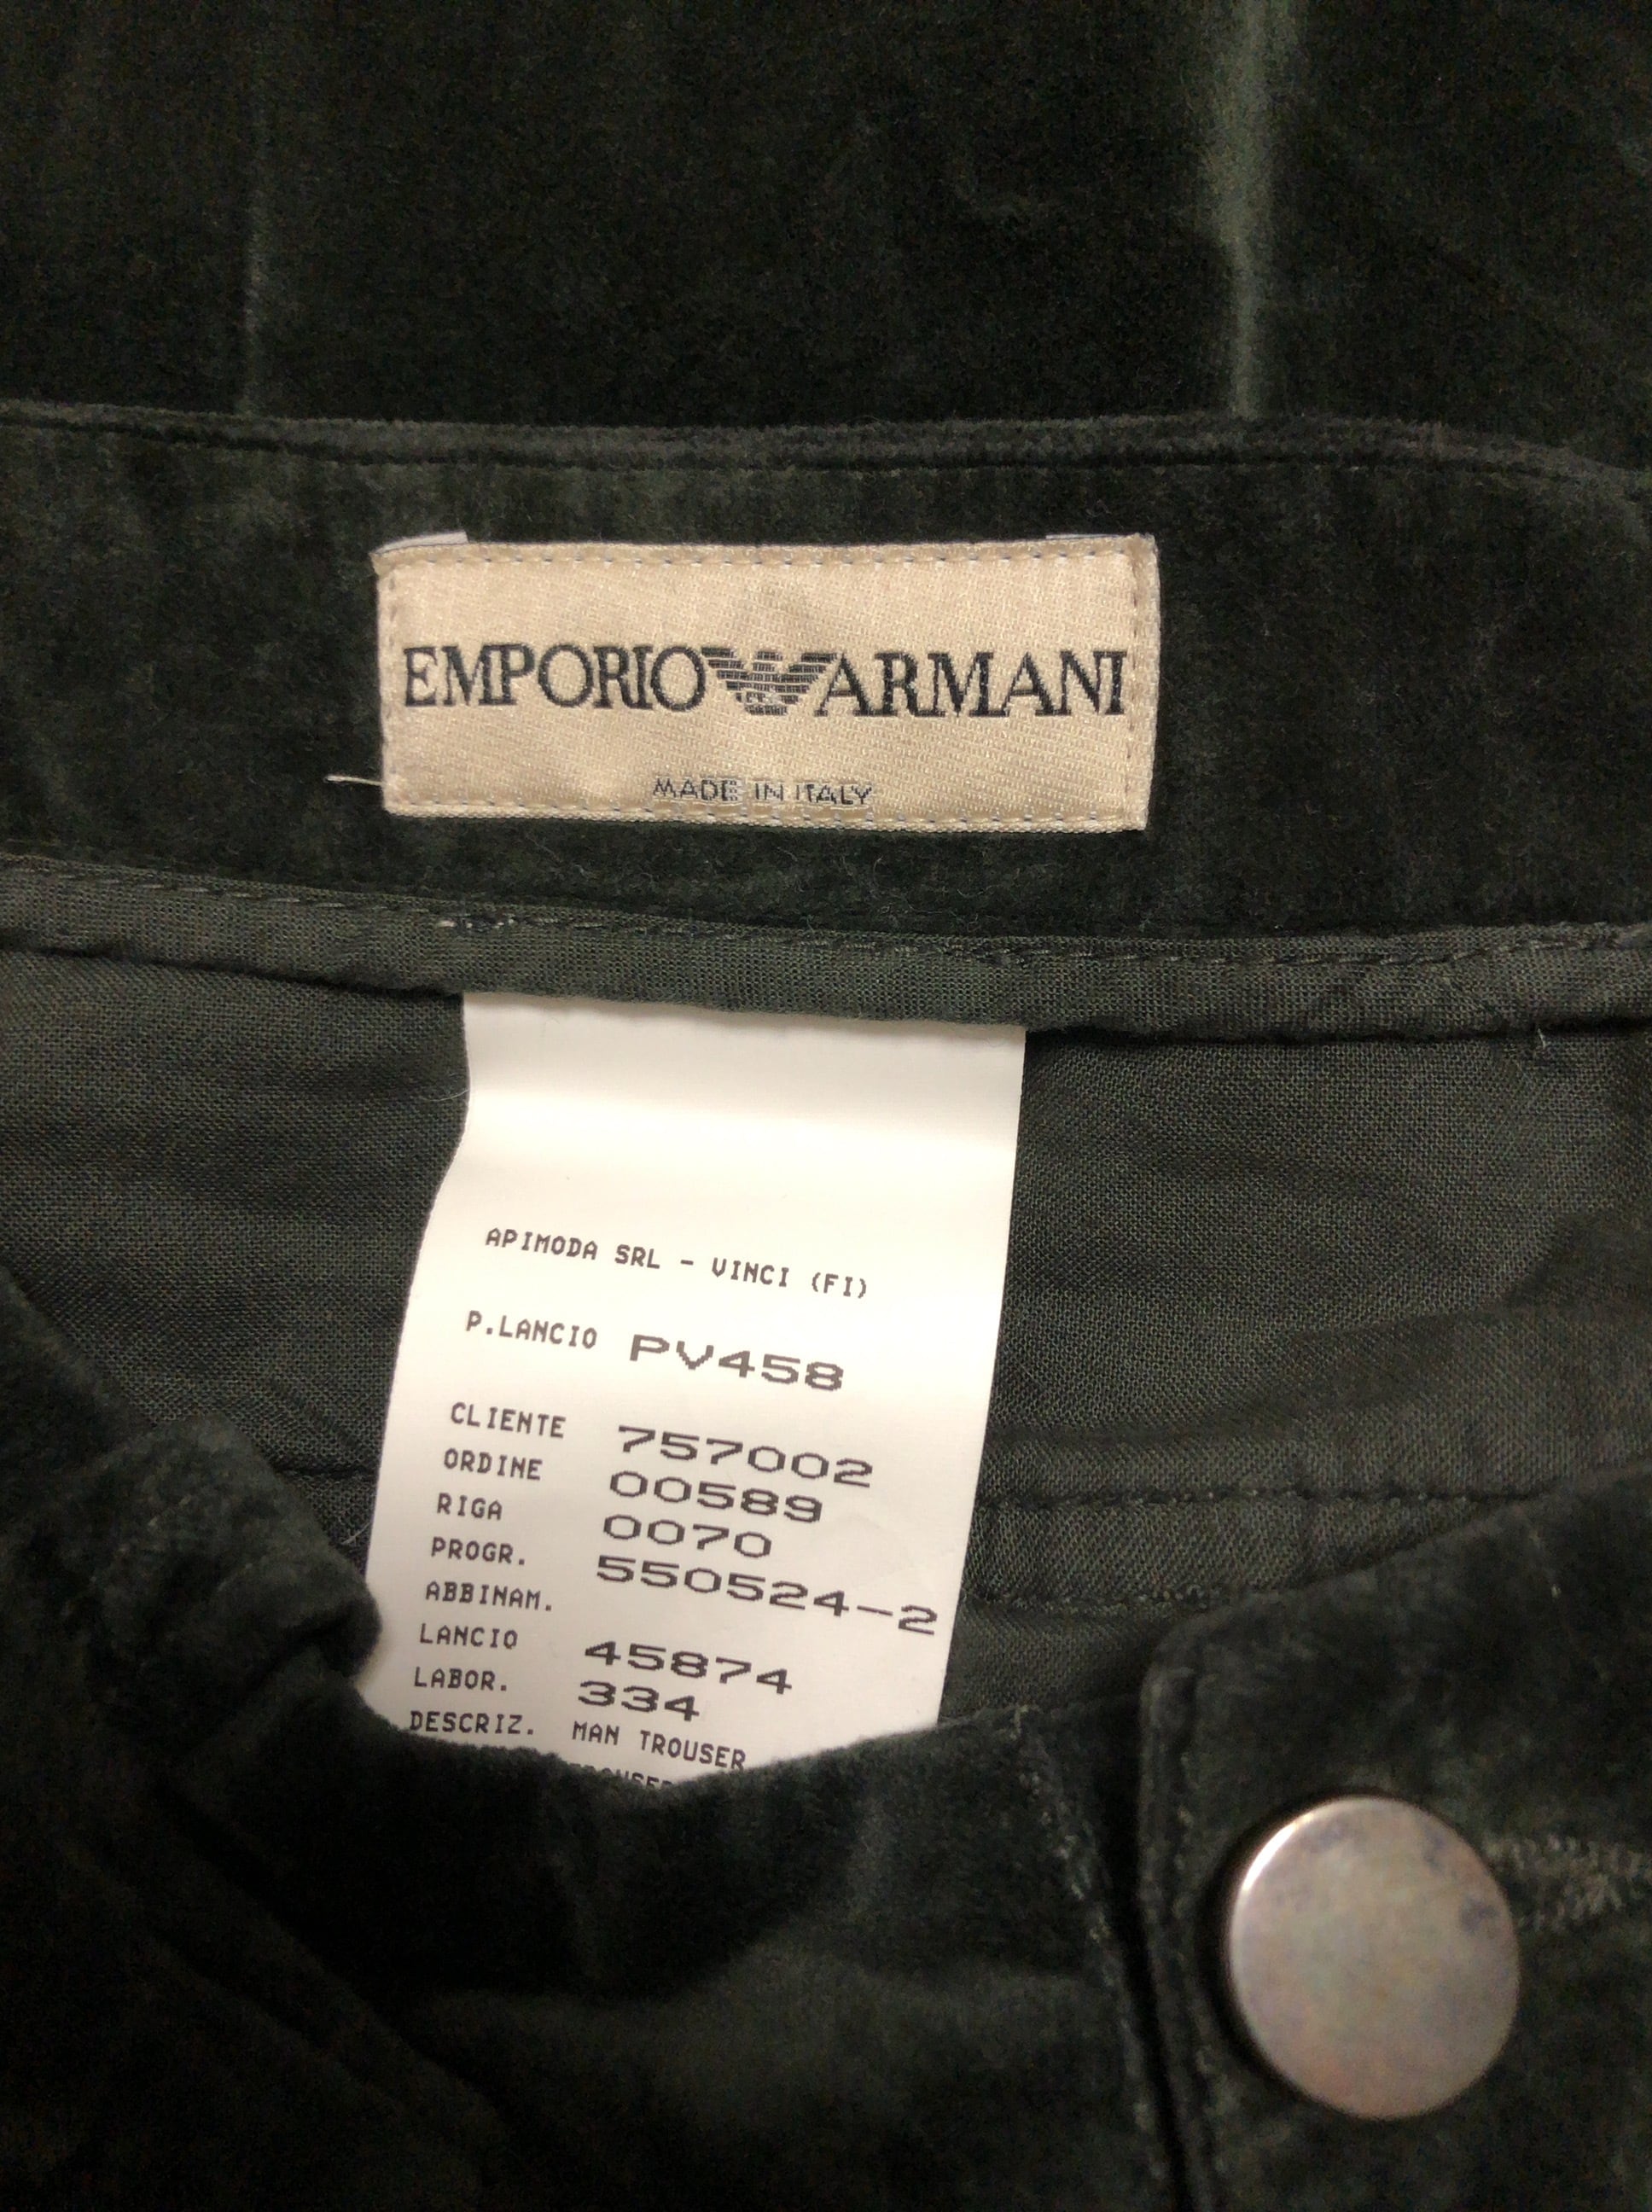 EMPORIO ARMANI
MADE IN ITALY
APIMODA SRL - VINCI (FI)
P.LANCIO PV458
CLIENTE 757002
ORDINE 00589
RIGA 0070
PROGR. 550524-2
ABBINAM.
LANCIO 45874
LABOR. 334
DESCRIZ. MAN TROUSER